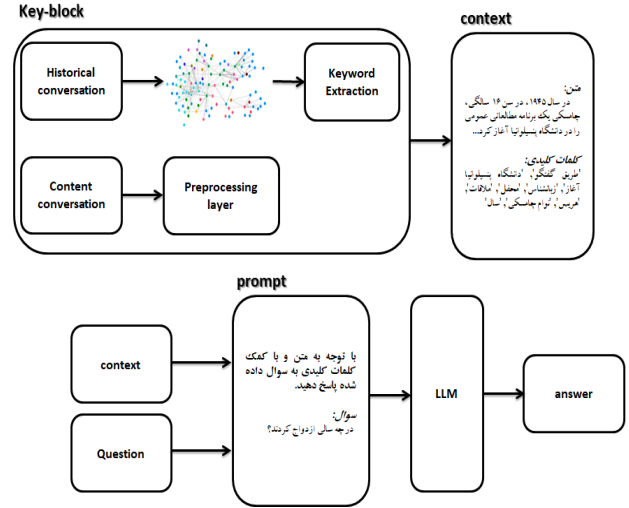 Key-block
context
Historical
conversation
Keyword
Extraction
Content
conversation
Preprocessing
layer
متن:
در سال ۱۹۴۵، در سن ۱۶ سالگی،
چامسکی یک برنامه مطالعاتی عمومی
را در دانشگاه پنسیلوانیا آغاز کرد...
کلمات کلیدی:
'طریق گفتگو', 'دانشگاه پنسیلوانیا
آغاز', 'زبانشناس', 'محفل', 'ملاقات',
'هریس', 'نوام چامسکی', 'سال'
prompt
context
Question
با توجه به متن و با کمک
کلمات کلیدی به سوال داده
شده پاسخ دهید.
سوال:
در چه سالی ازدواج کردند؟
LLM
answer